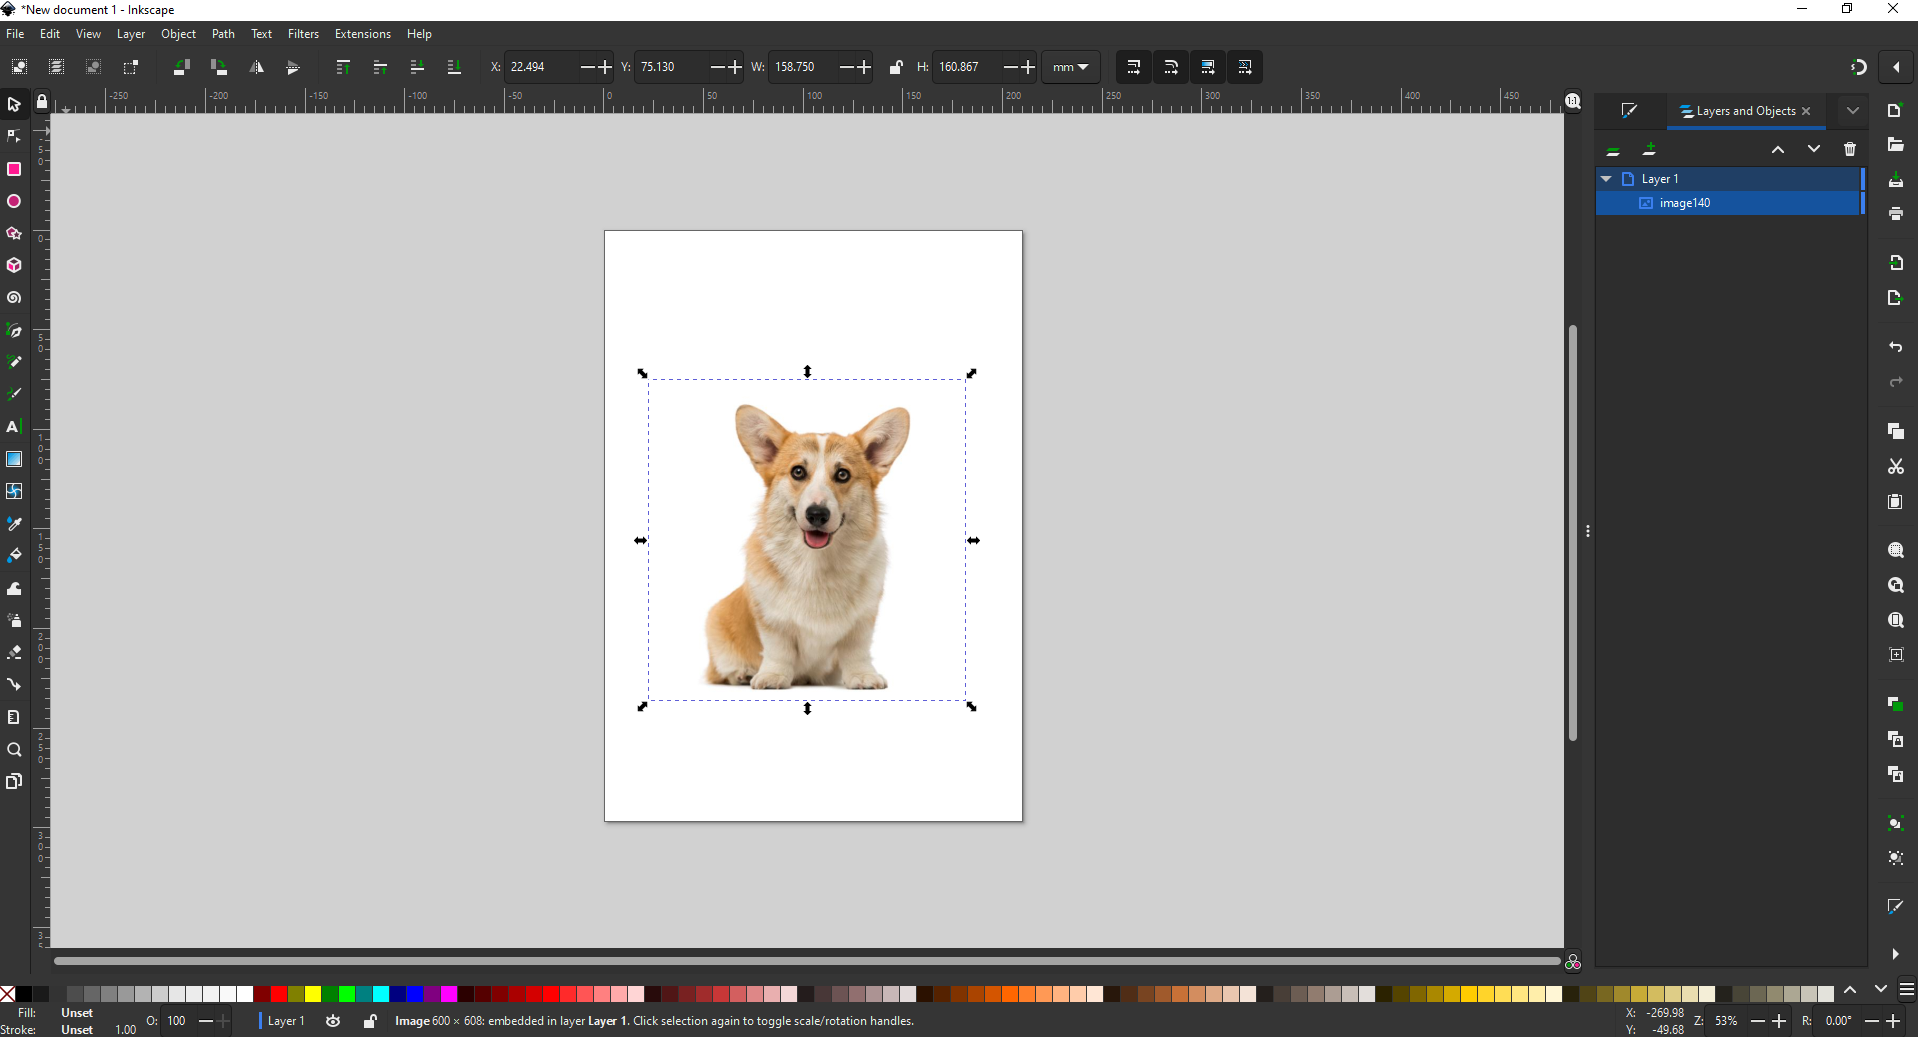 *New document 1 - Inkscape
File Edit View Layer Object Path Text Filters Extensions Help
X: 22.494 Y: 75.130 W: 158.750 H: 160.867 mm
-250 -200 -150 -100 -50 0 50 100 150 200 250 300 350 400 450
1:1
Layers and Objects
Layer 1
image140
Fill: Unset
Stroke: Unset 1.00
O: 100
Layer 1
Image 600 × 608: embedded in layer Layer 1. Click selection again to toggle scale/rotation handles.
X: -269.98
Y: -49.68
Z: 53%
R: 0.00°